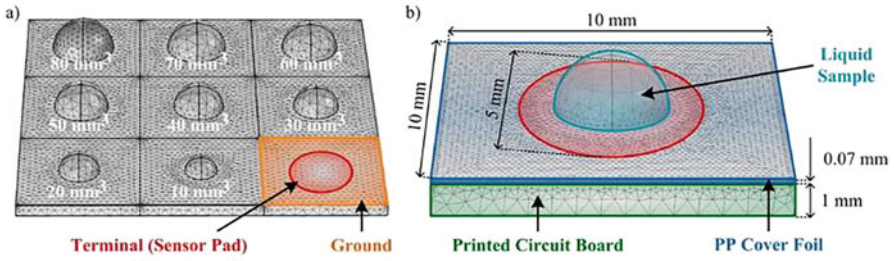 a)
80 mm³ 70 mm³ 60 mm³
50 mm³ 40 mm³ 30 mm³
20 mm³ 10 mm³
Terminal (Sensor Pad)
Ground
b)
10 mm
10 mm
5 mm
Liquid
Sample
0.07 mm
1 mm
Printed Circuit Board
PP Cover Foil